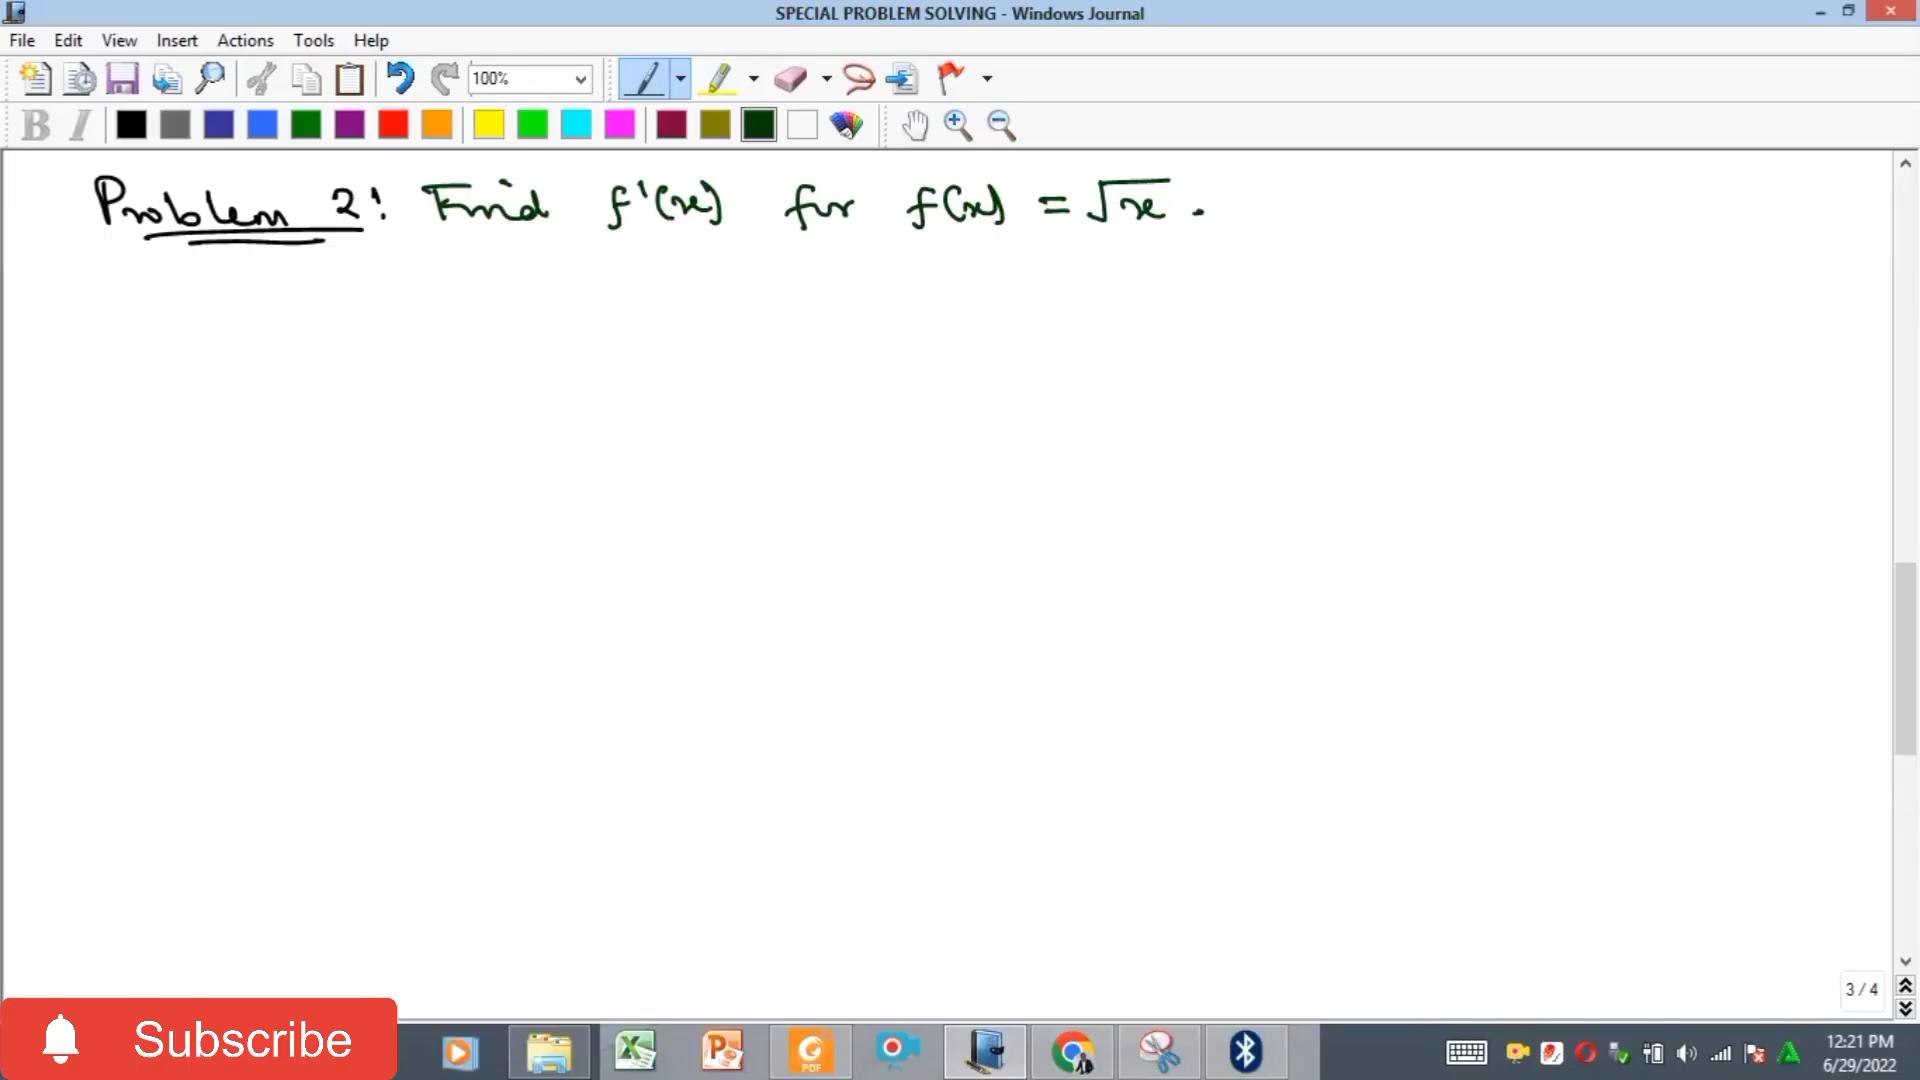 SPECIAL PROBLEM SOLVING - Windows Journal
File Edit View Insert Actions Tools Help
100%
B I
Problem 2: Find f'(x) for f(x) = √x .
3 / 4
Subscribe
PDF
12:21 PM
6/29/2022